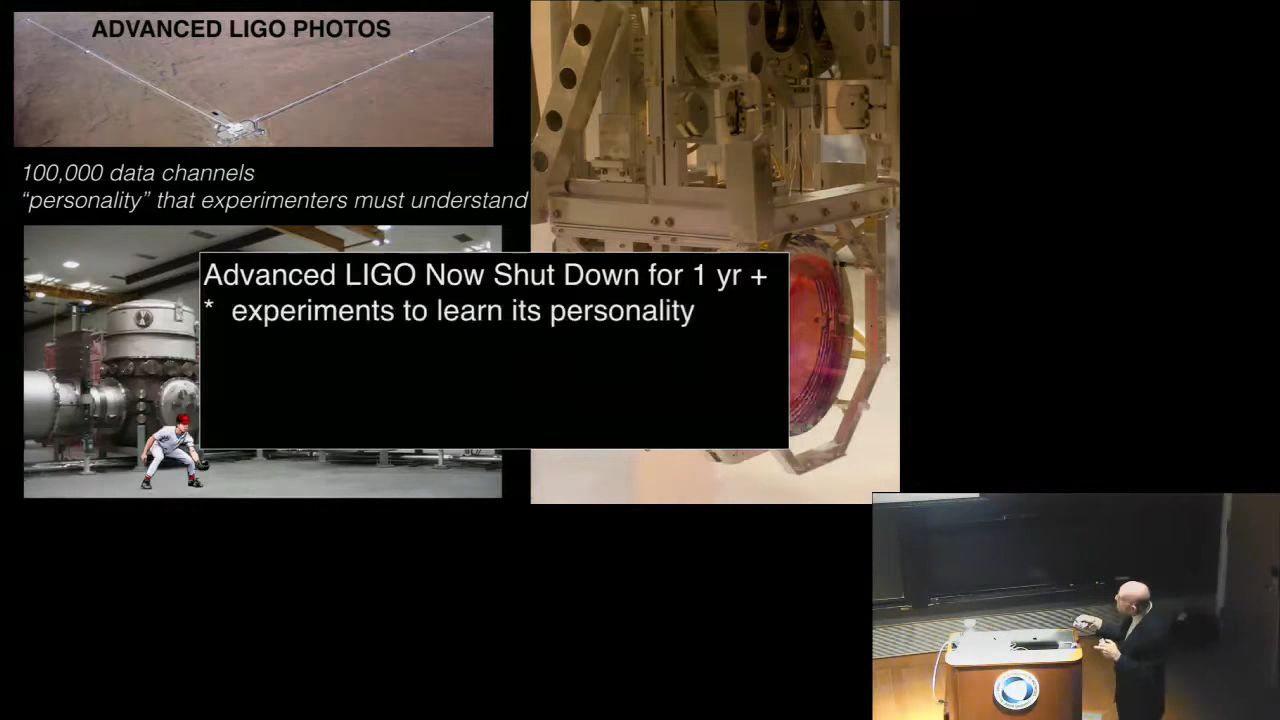 ADVANCED LIGO PHOTOS
100,000 data channels
“personality” that experimenters must understand
Advanced LIGO Now Shut Down for 1 yr +
* experiments to learn its personality